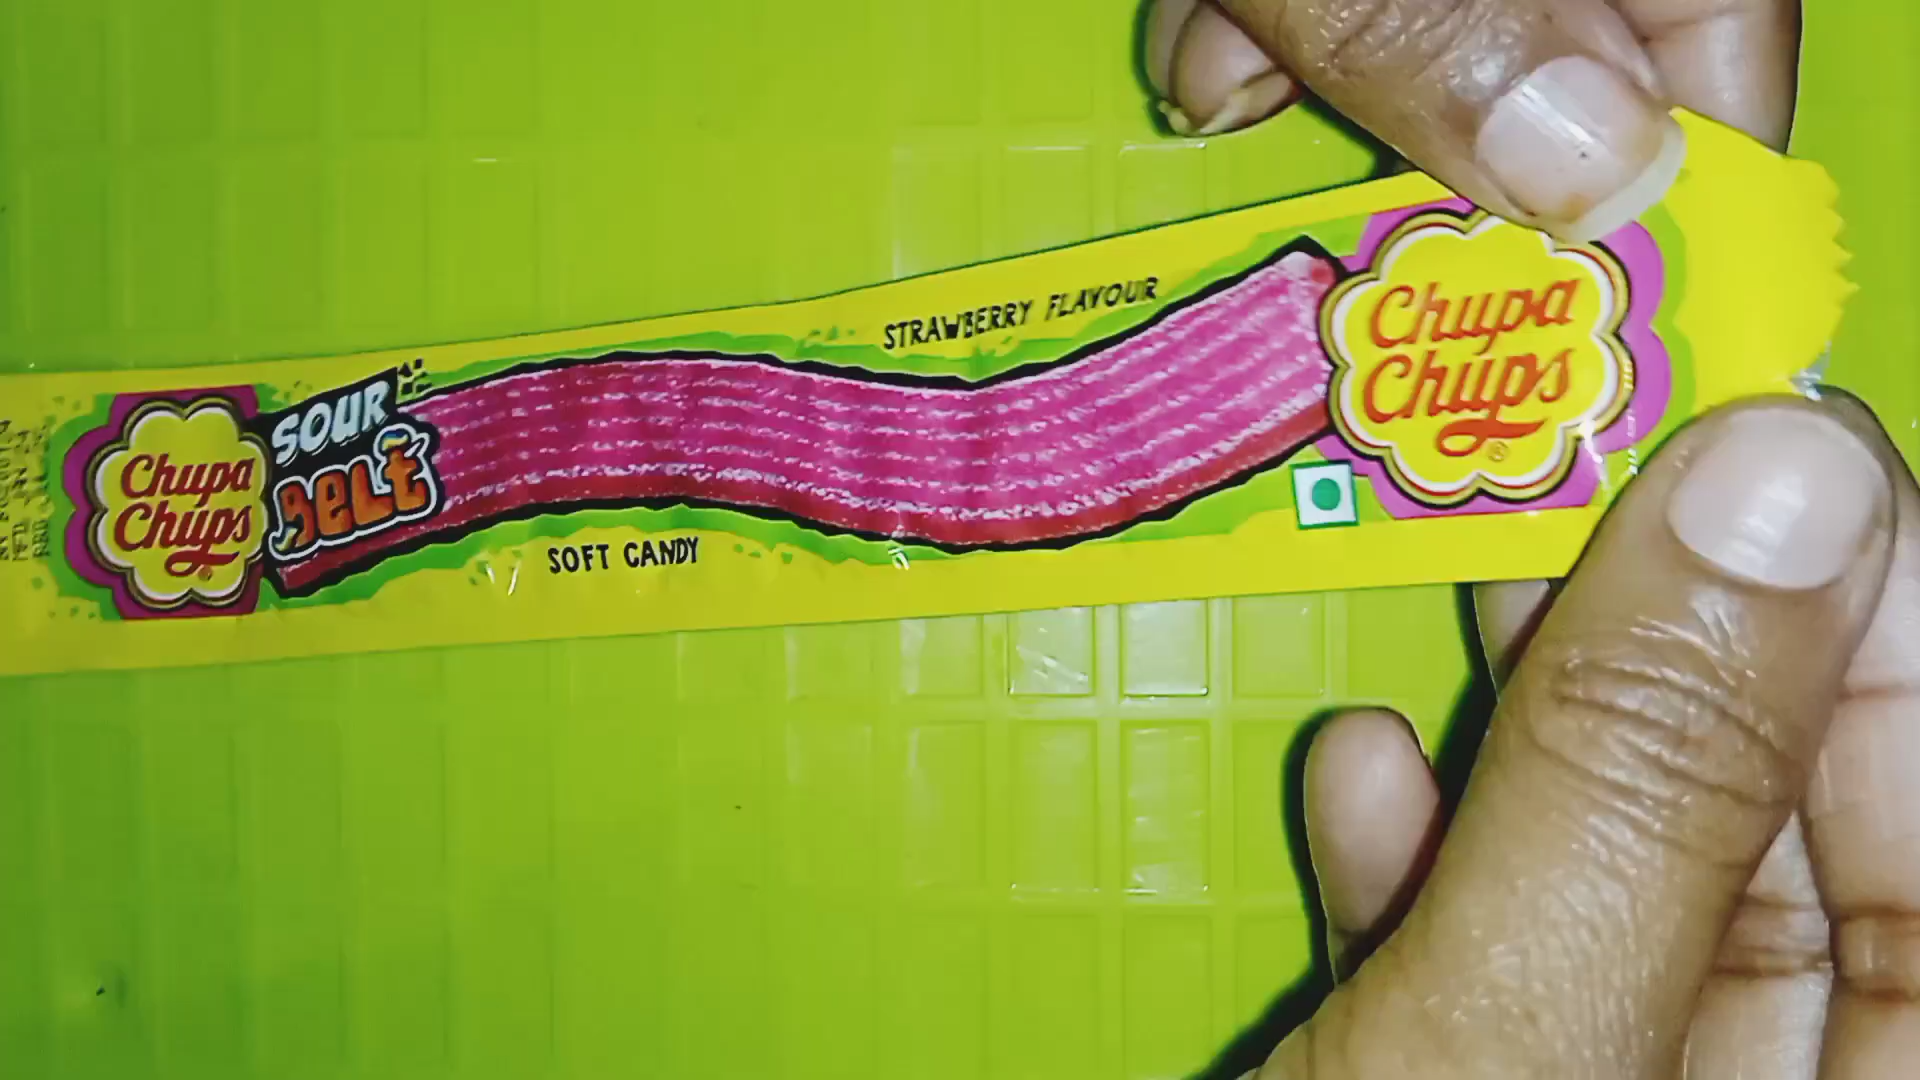 Chupa
Chups
SOUR
BELT
SOFT CANDY
STRAWBERRY FLAVOUR
Chupa
Chups